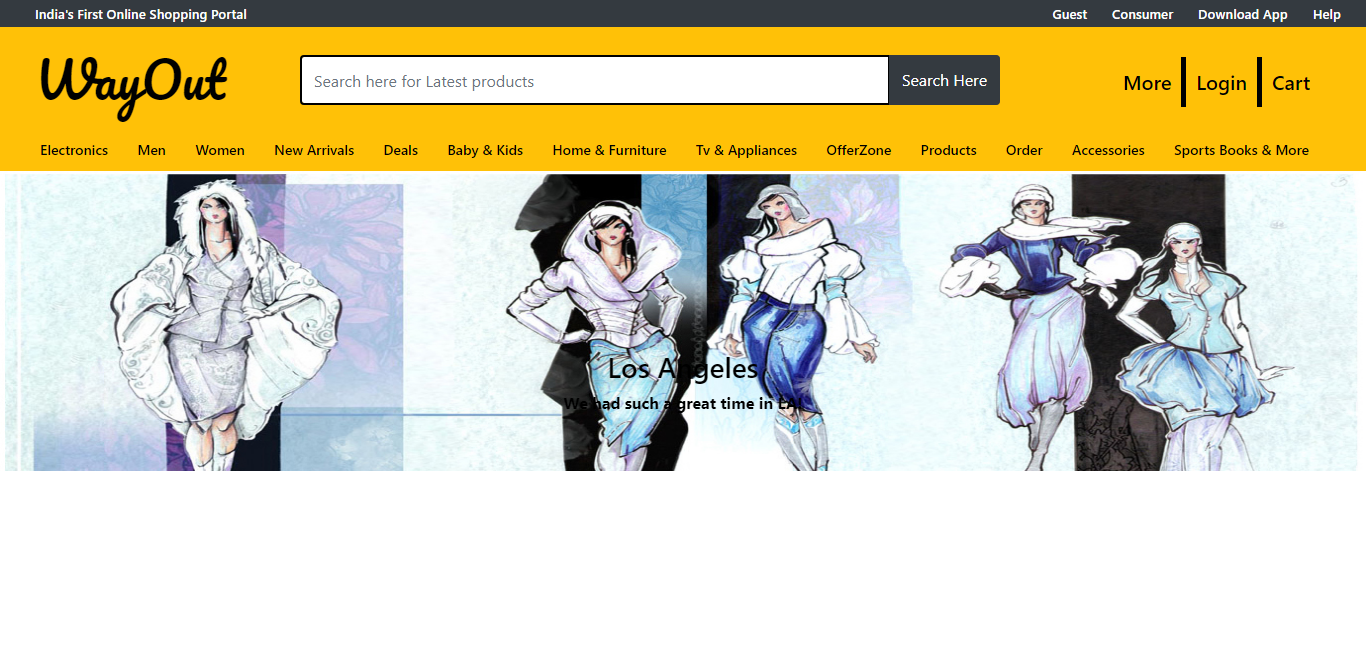 India's First Online Shopping Portal
Guest Consumer Download App Help
WayOut
Search here for Latest products
Search Here
More Login Cart
Electronics Men Women New Arrivals Deals Baby & Kids Home & Furniture Tv & Appliances OfferZone Products Order Accessories Sports Books & More
Los Angeles
We had such a great time in LA!